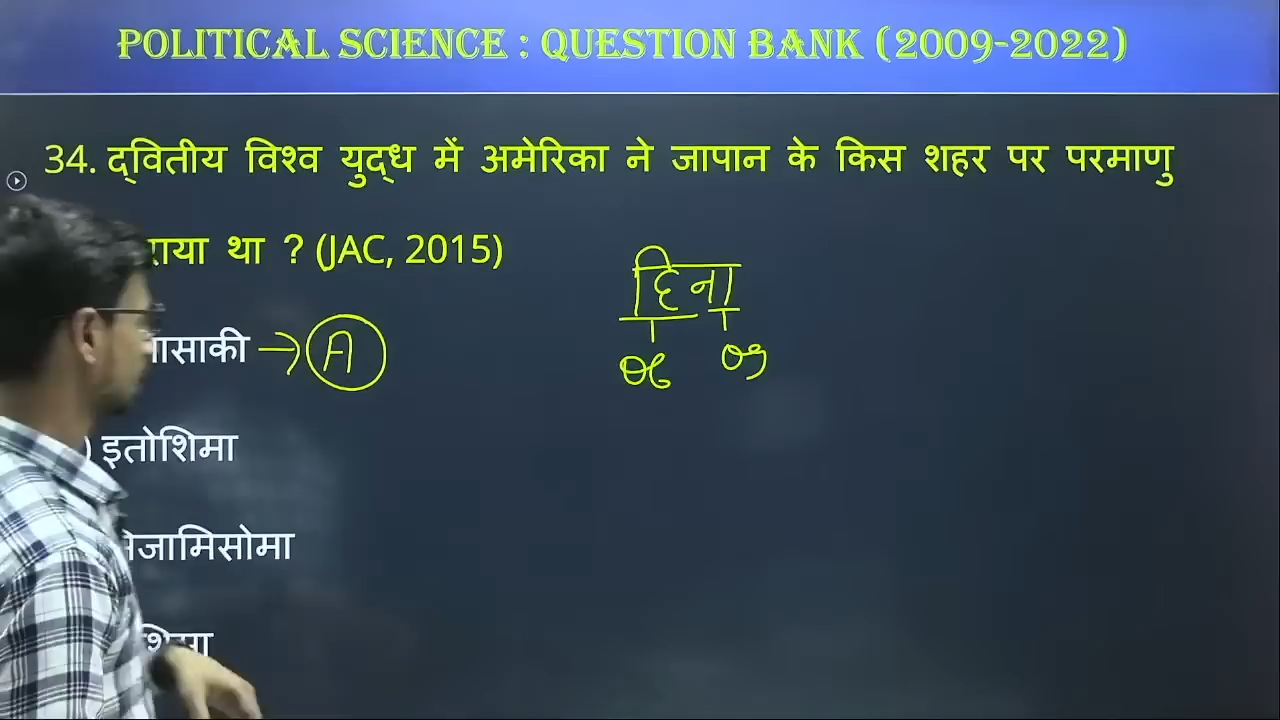 POLITICAL SCIENCE : QUESTION BANK (2009-2022)
34. द्वितीय विश्व युद्ध में अमेरिका ने जापान के किस शहर पर परमाणु
था ? (JAC, 2015)
हिना
06 09
→ A
) इतोशिमा